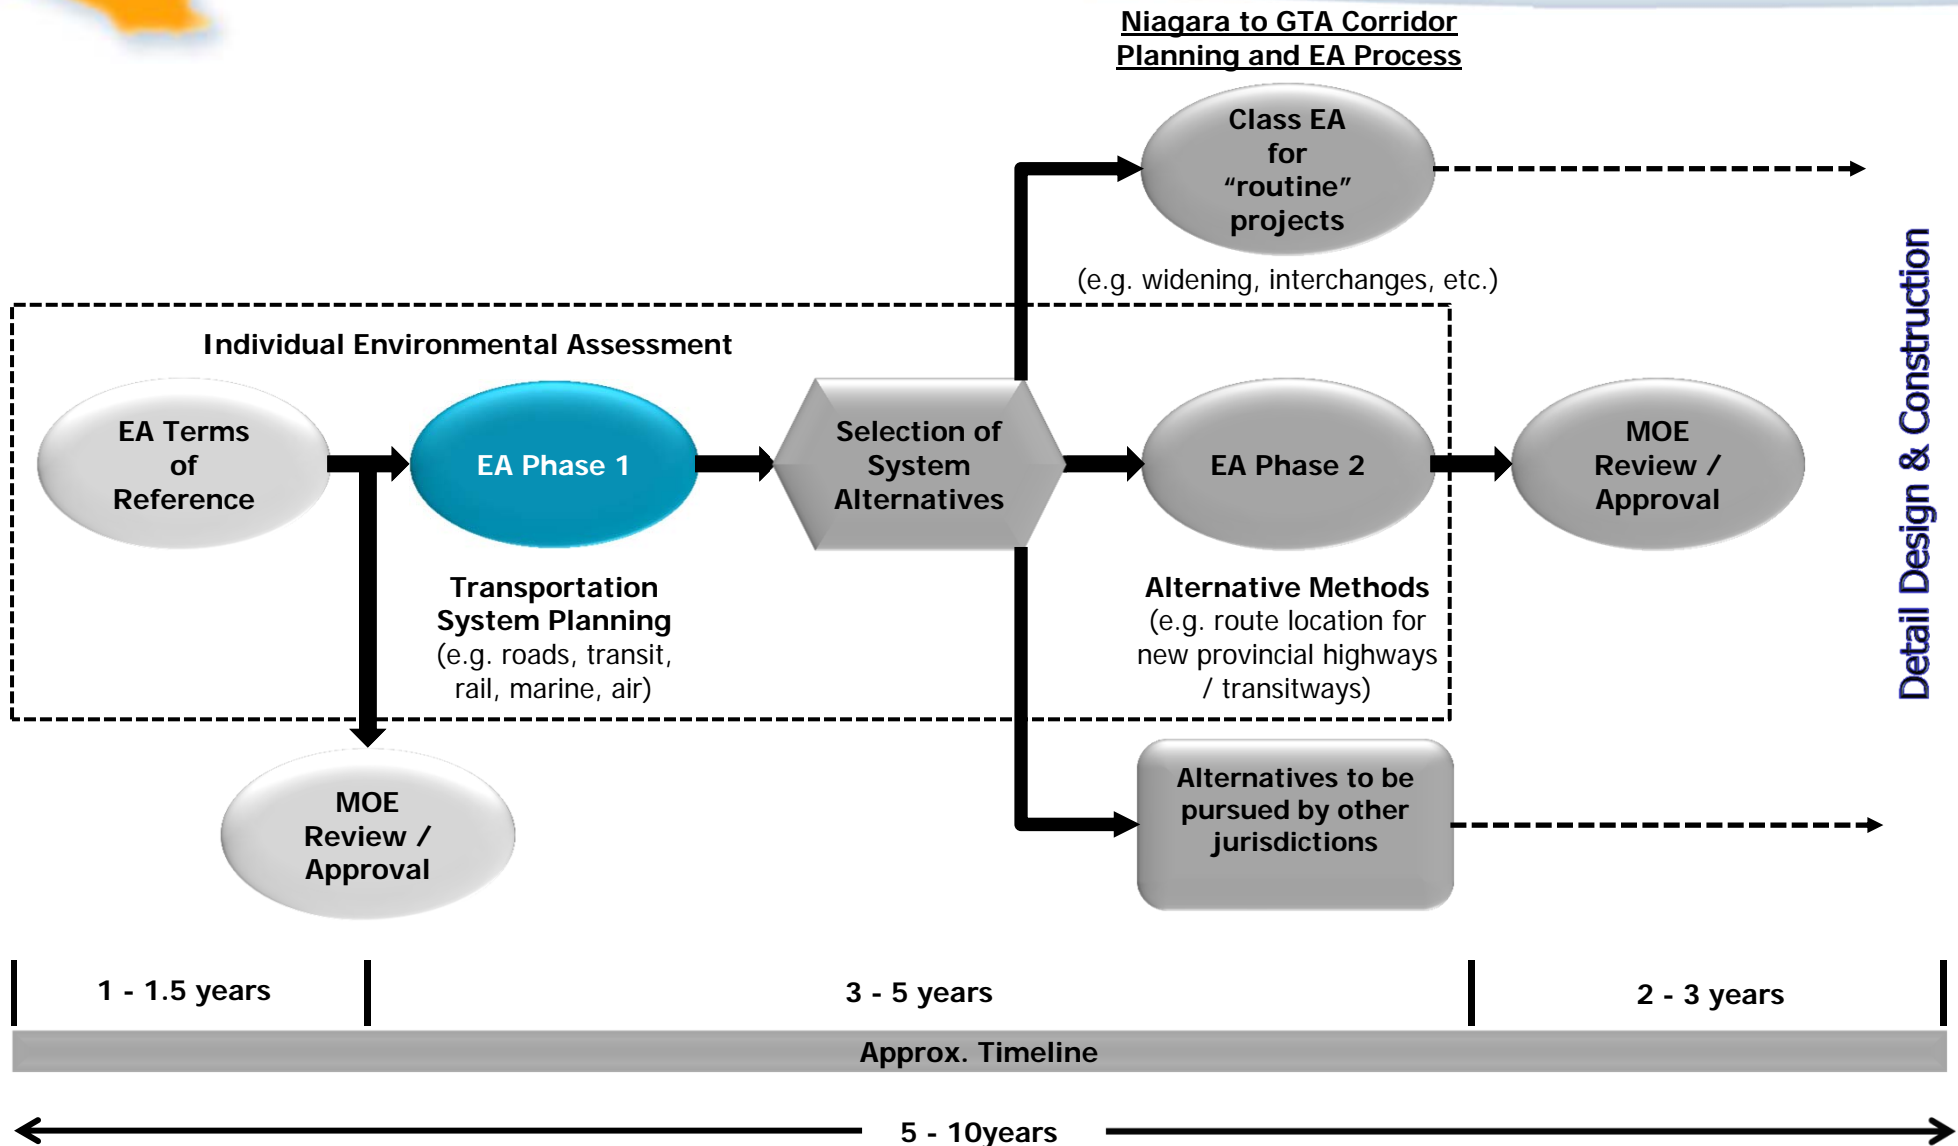 Niagara to GTA Corridor
Planning and EA Process
Class EA
for
“routine”
projects
(e.g. widening, interchanges, etc.)
Individual Environmental Assessment
EA Terms
of
Reference
EA Phase 1
Selection of
System
Alternatives
EA Phase 2
MOE
Review /
Approval
Transportation
System Planning
(e.g. roads, transit,
rail, marine, air)
Alternative Methods
(e.g. route location for
new provincial highways
/ transitways)
MOE
Review /
Approval
Alternatives to be
pursued by other
jurisdictions
Detail Design & Construction
1 - 1.5 years
3 - 5 years
2 - 3 years
Approx. Timeline
5 - 10years